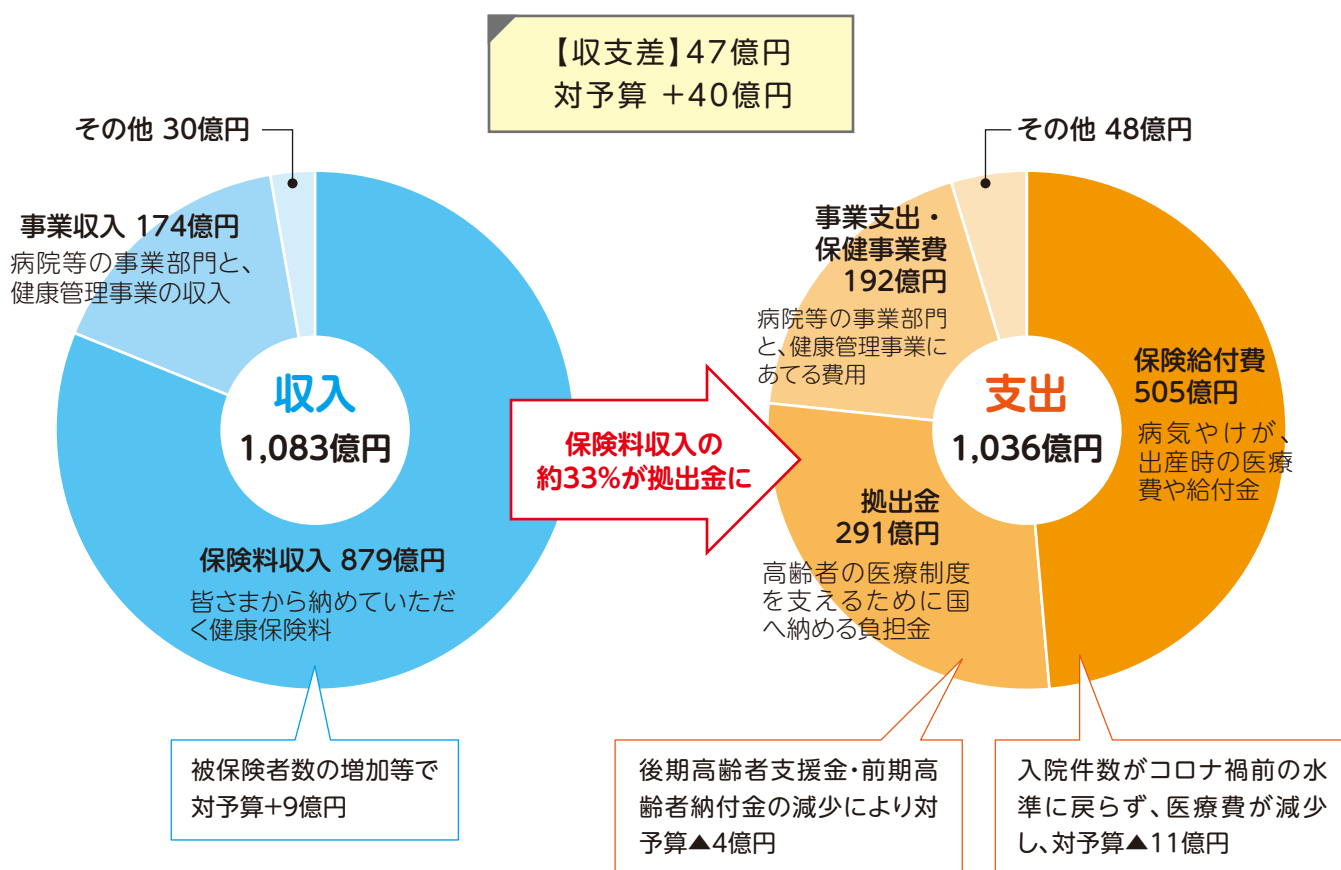 【収支差】47億円
対予算 +40億円
その他 30億円
事業収入 174億円
病院等の事業部門と、
健康管理事業の収入
収入
1,083億円
保険料収入 879億円
皆さまから納めていただ
く健康保険料
被保険者数の増加等で
対予算+9億円
保険料収入の
約33%が拠出金に
その他 48億円
事業支出・
保健事業費
192億円
病院等の事業部門
と、健康管理事業に
あてる費用
支出
1,036億円
保険給付費
505億円
病気やけが、
出産時の医療
費や給付金
拠出金
291億円
高齢者の医療制度
を支えるために国
へ納める負担金
後期高齢者支援金・前期高
齢者納付金の減少により対
予算▲4億円
入院件数がコロナ禍前の水
準に戻らず、医療費が減少
し、対予算▲11億円